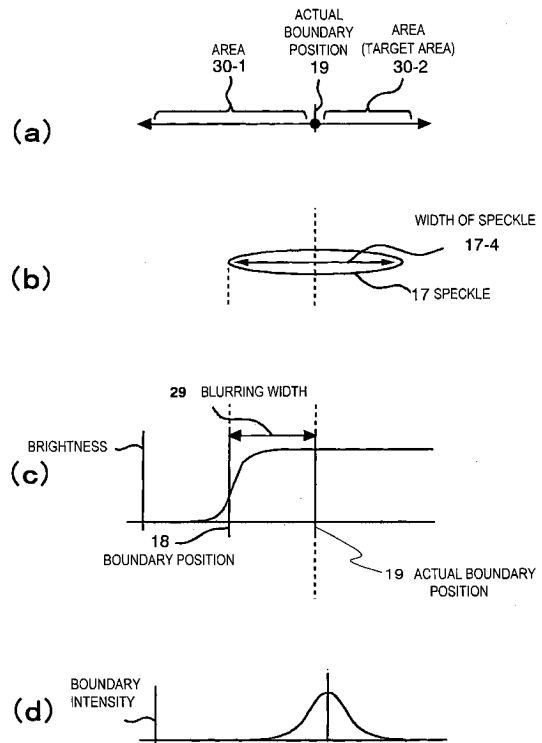 ACTUAL
BOUNDARY
POSITION
19
AREA
30-1
AREA
(TARGET AREA)
30-2
(a)
WIDTH OF SPECKLE
17-4
17 SPECKLE
(b)
29 BLURRING WIDTH
BRIGHTNESS
(c)
18
BOUNDARY POSITION
19 ACTUAL BOUNDARY
POSITION
BOUNDARY
INTENSITY
(d)